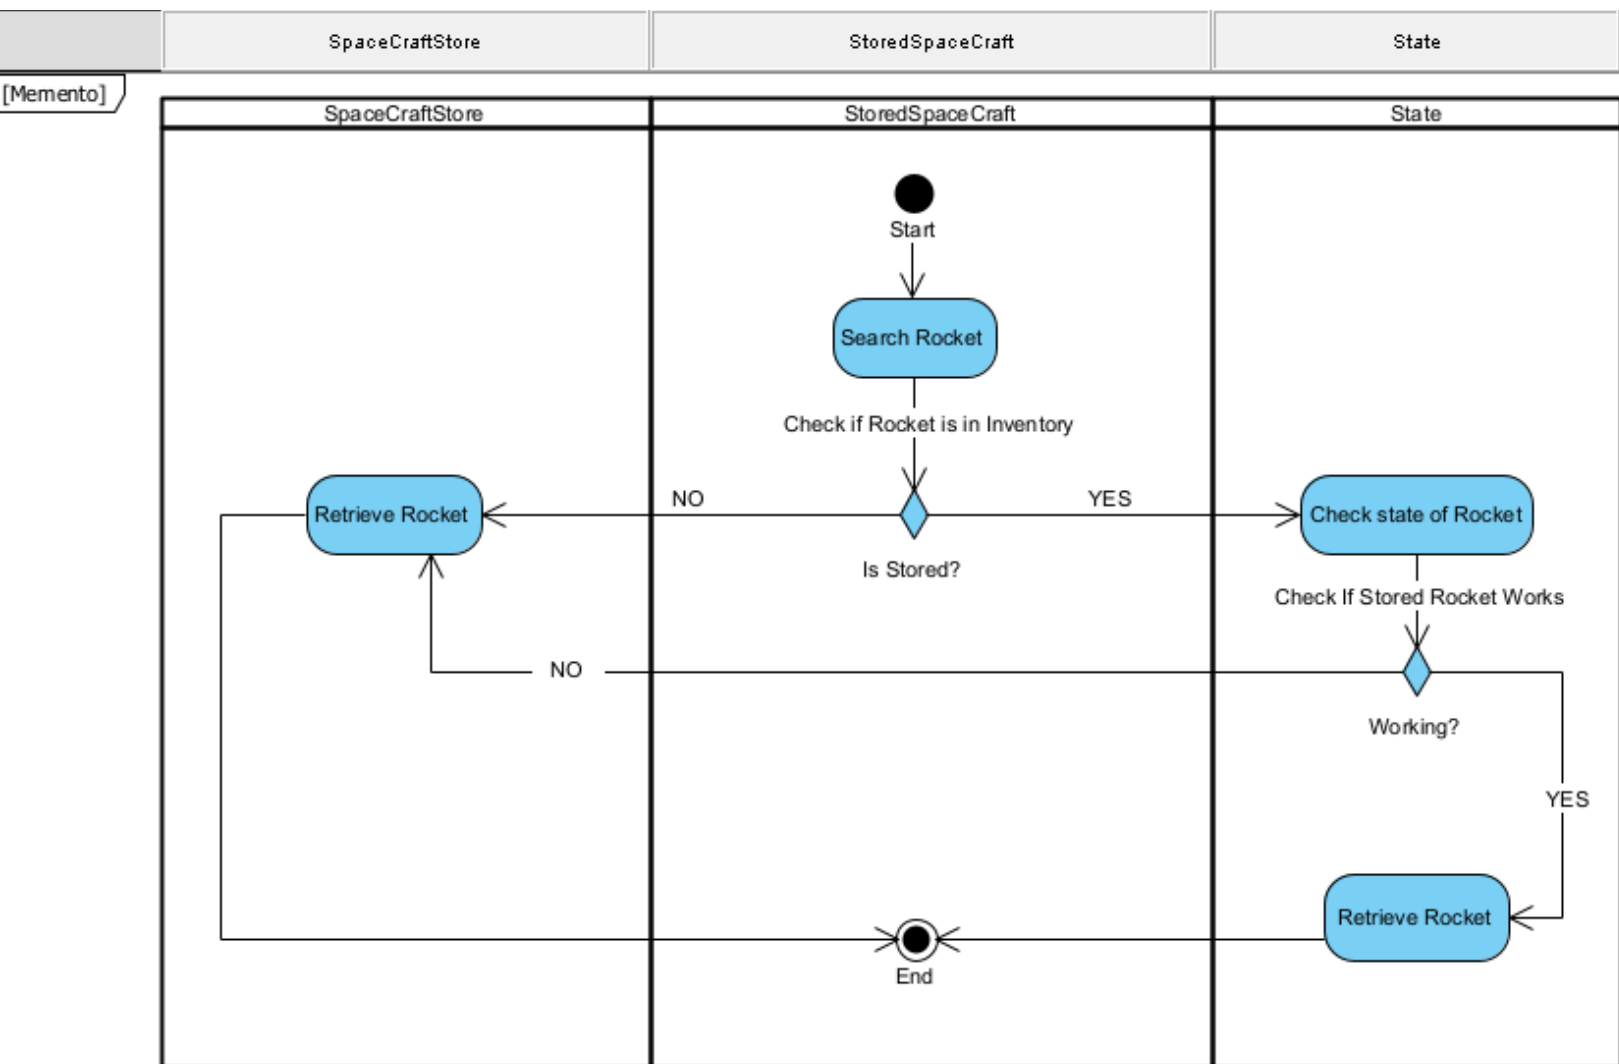 SpaceCraftStore
StoredSpaceCraft
State
[Memento]
SpaceCraftStore
StoredSpaceCraft
State
Start
Search Rocket
Check if Rocket is in Inventory
NO
YES
Retrieve Rocket
Check state of Rocket
Is Stored?
Check If Stored Rocket Works
NO
Working?
YES
Retrieve Rocket
End